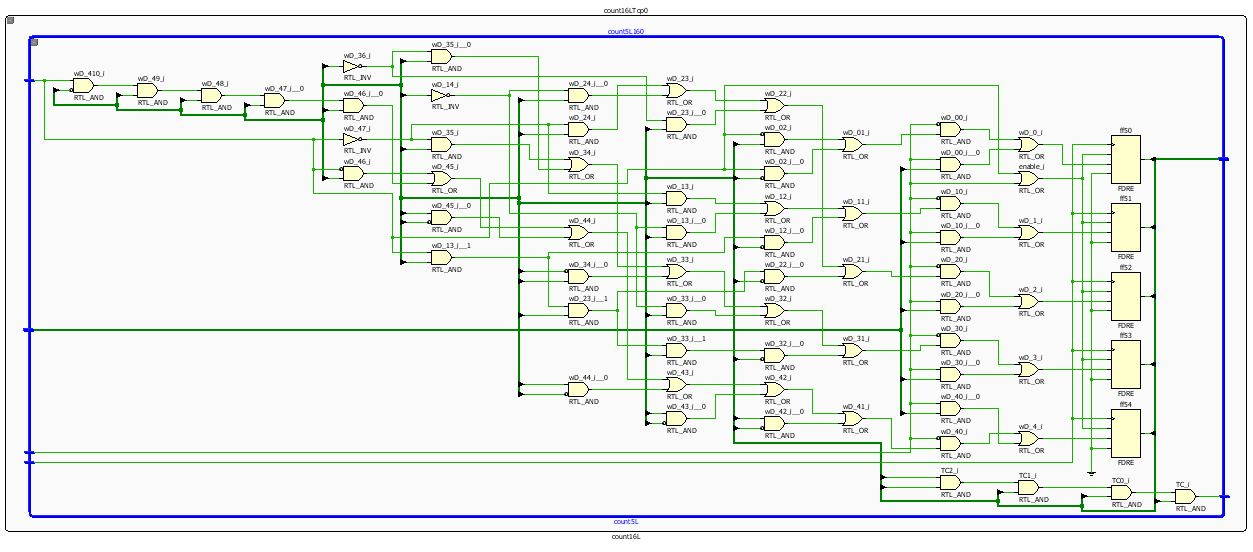 count16LTcp0
count5L160
wD_410_i
RTL_AND
wD_49_i
RTL_AND
wD_48_i
RTL_AND
wD_47_i__0
RTL_AND
wD_36_i
RTL_INV
wD_46_j__0
RTL_AND
wD_47_i
RTL_INV
wD_46_i
RTL_AND
wD_35_i__0
RTL_AND
wD_14_i
RTL_INV
wD_35_i
RTL_AND
wD_45_i
RTL_OR
wD_45_i__0
RTL_AND
wD_13_i__1
RTL_AND
wD_24_i__0
RTL_AND
wD_24_i
RTL_AND
wD_34_i
RTL_OR
wD_44_i
RTL_OR
wD_34_i__0
RTL_AND
wD_23_i__1
RTL_AND
wD_44_i__0
RTL_AND
wD_23_i
RTL_OR
wD_23_i__0
RTL_AND
wD_13_i
RTL_AND
wD_13_i__0
RTL_AND
wD_33_i
RTL_OR
wD_33_i__0
RTL_AND
wD_33_i__1
RTL_AND
wD_43_i
RTL_OR
wD_43_i__0
RTL_AND
wD_22_i
RTL_OR
wD_02_i
RTL_AND
wD_02_i__0
RTL_AND
wD_12_i
RTL_OR
wD_12_i__0
RTL_AND
wD_22_i__0
RTL_AND
wD_32_i
RTL_OR
wD_32_i__0
RTL_AND
wD_42_i
RTL_OR
wD_42_i__0
RTL_AND
wD_01_i
RTL_OR
wD_11_i
RTL_OR
wD_21_i
RTL_OR
wD_31_i
RTL_OR
wD_41_i
RTL_OR
wD_00_i
RTL_AND
wD_00_i__0
RTL_AND
wD_10_i
RTL_AND
wD_10_i__0
RTL_AND
wD_20_i
RTL_AND
wD_20_i__0
RTL_AND
wD_30_i
RTL_AND
wD_30_i__0
RTL_AND
wD_40_i__0
RTL_AND
wD_40_i
RTL_AND
TC2_i
RTL_AND
wD_0_i
RTL_OR
enable_i
RTL_OR
wD_1_i
RTL_OR
wD_2_i
RTL_OR
wD_3_i
RTL_OR
wD_4_i
RTL_OR
TC1_i
RTL_AND
ff50
FDRE
ff51
FDRE
ff52
FDRE
ff53
FDRE
ff54
FDRE
TC0_i
RTL_AND
TC_i
RTL_AND
count5L
count16L